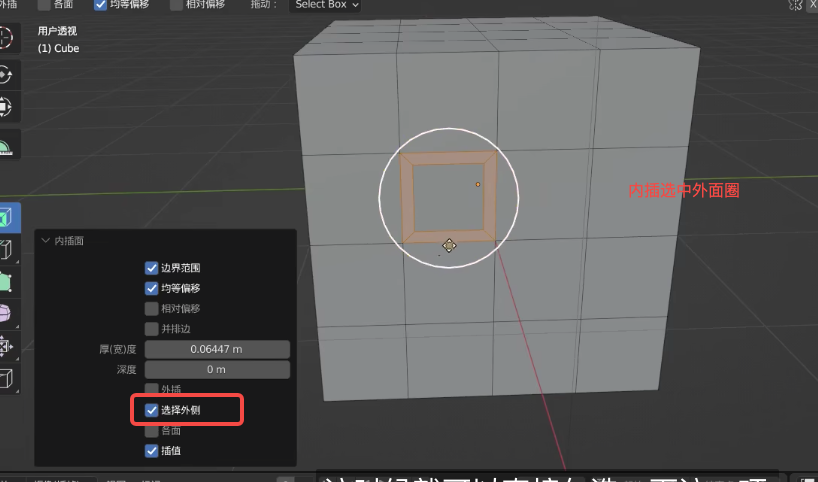 外插 各面 均等偏移 相对偏移 拖动： Select Box
用户透视
(1) Cube
内插选中外面圈
内插面
边界范围
均等偏移
相对偏移
并排边
厚(宽)度 0.06447 m
深度 0 m
外插
选择外侧
各面
插值